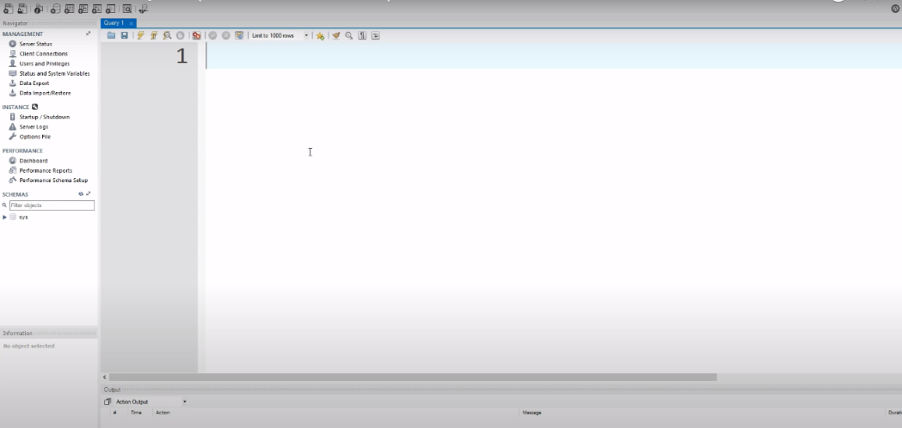 Navigator
MANAGEMENT
Server Status
Client Connections
Users and Privileges
Status and System Variables
Data Export
Data Import/Restore
INSTANCE
Startup / Shutdown
Server Logs
Options File
PERFORMANCE
Dashboard
Performance Reports
Performance Schema Setup
SCHEMAS
Filter objects
sys
Information
No object selected
Query 1
Limit to 1000 rows
1
Output
Action Output
# Time Action Message